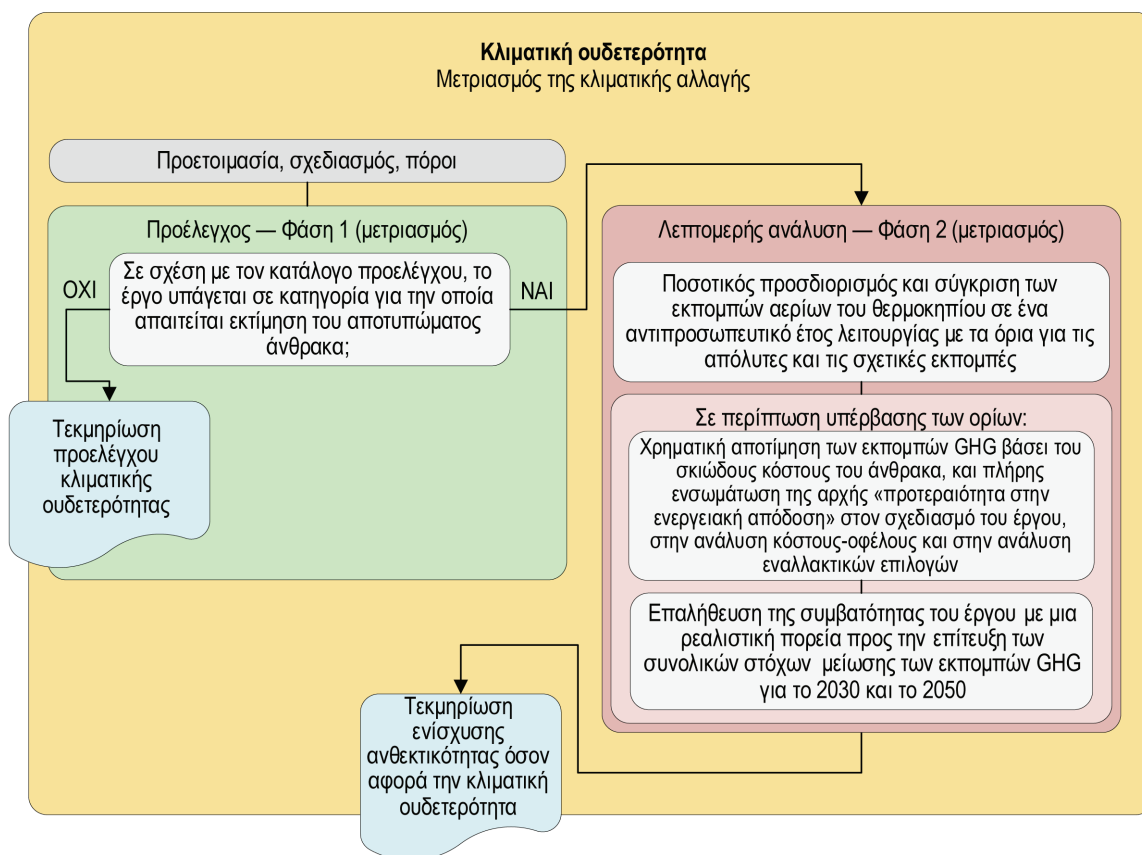 Κλιματική ουδετερότητα
Μετριασμός της κλιματικής αλλαγής
Προετοιμασία, σχεδιασμός, πόροι
Προέλεγχος — Φάση 1 (μετριασμός)
Σε σχέση με τον κατάλογο προελέγχου, το
έργο υπάγεται σε κατηγορία για την οποία
απαιτείται εκτίμηση του αποτυπώματος
άνθρακα;
ΟΧΙ
ΝΑΙ
Τεκμηρίωση
προελέγχου
κλιματικής
ουδετερότητας
Λεπτομερής ανάλυση — Φάση 2 (μετριασμός)
Ποσοτικός προσδιορισμός και σύγκριση των
εκπομπών αερίων του θερμοκηπίου σε ένα
αντιπροσωπευτικό έτος λειτουργίας με τα όρια για τις
απόλυτες και τις σχετικές εκπομπές
Σε περίπτωση υπέρβασης των ορίων:
Χρηματική αποτίμηση των εκπομπών GHG βάσει του
σκιώδους κόστους του άνθρακα, και πλήρης
ενσωμάτωση της αρχής «προτεραιότητα στην
ενεργειακή απόδοση» στον σχεδιασμό του έργου,
στην ανάλυση κόστους-οφέλους και στην ανάλυση
εναλλακτικών επιλογών
Επαλήθευση της συμβατότητας του έργου με μια
ρεαλιστική πορεία προς την επίτευξη των
συνολικών στόχων μείωσης των εκπομπών GHG
για το 2030 και το 2050
Τεκμηρίωση
ενίσχυσης
ανθεκτικότητας όσον
αφορά την κλιματική
ουδετερότητα